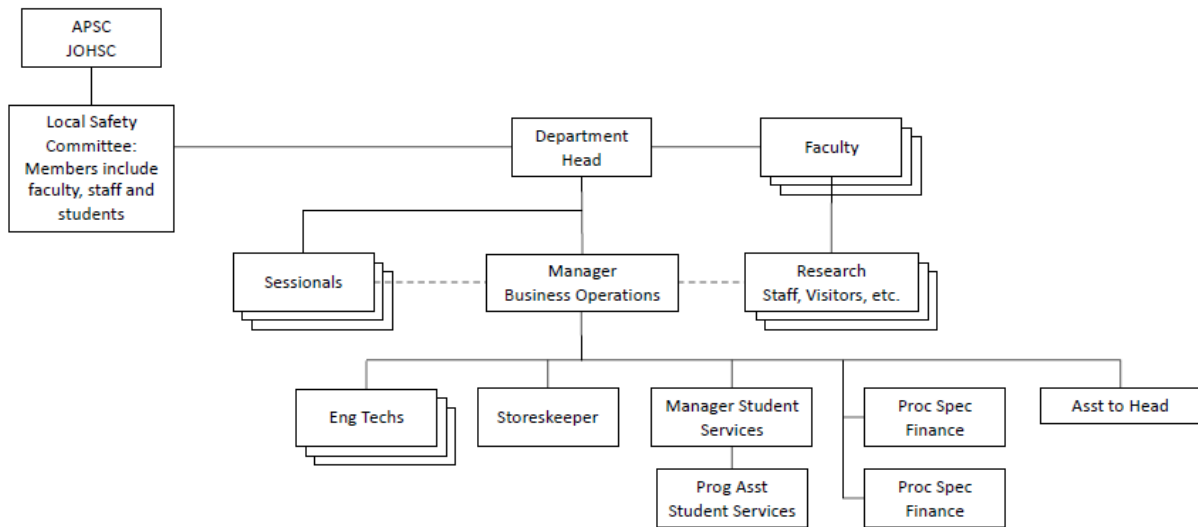 APSC
JOHSC
Local Safety
Committee:
Members include
faculty, staff and
students
Department
Head
Faculty
Sessionals
Manager
Business Operations
Research
Staff, Visitors, etc.
Eng Techs
Storeskeeper
Manager Student
Services
Proc Spec
Finance
Asst to Head
Prog Asst
Student Services
Proc Spec
Finance